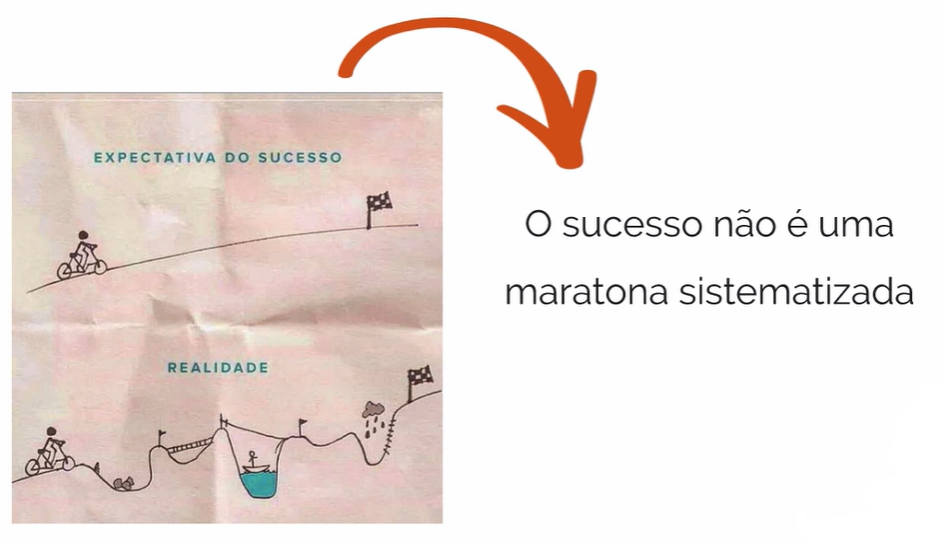 EXPECTATIVA DO SUCESSO
REALIDADE
O sucesso não é uma
maratona sistematizada